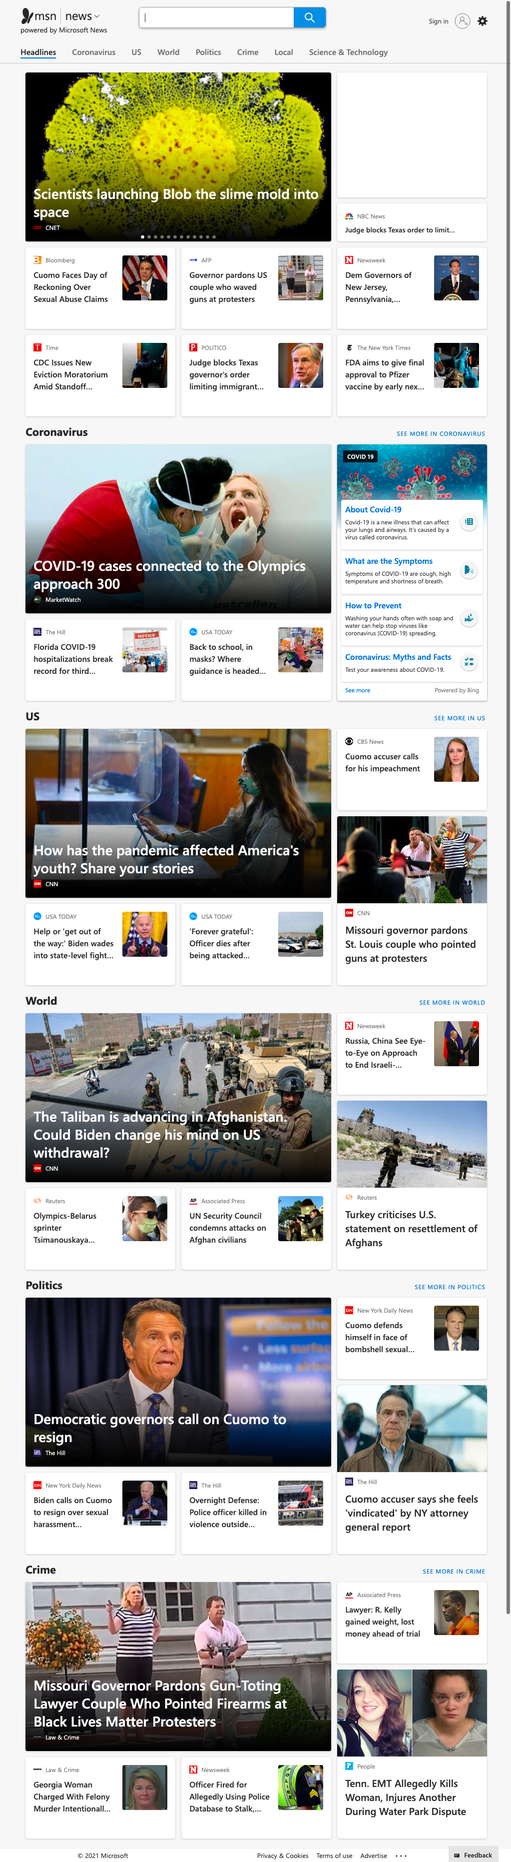 msn | news
powered by Microsoft News
Sign in
Headlines Coronavirus US World Politics Crime Local Science & Technology
Scientists launching Blob the slime mold into
space
CNET
NBC News
Judge blocks Texas order to limit...
Bloomberg
Cuomo Faces Day of
Reckoning Over
Sexual Abuse Claims
AFP
Governor pardons US
couple who waved
guns at protesters
Newsweek
Dem Governors of
New Jersey,
Pennsylvania,...
Time
CDC Issues New
Eviction Moratorium
Amid Standoff...
POLITICO
Judge blocks Texas
governor's order
limiting immigrant...
The New York Times
FDA aims to give final
approval to Pfizer
vaccine by early nex...
Coronavirus
SEE MORE IN CORONAVIRUS
COVID-19 cases connected to the Olympics
approach 300
MarketWatch
COVID 19
About Covid-19
Covid-19 is a new illness that can affect
your lungs and airways. It's caused by a
virus called coronavirus.
What are the Symptoms
Symptoms of COVID-19 are cough, high
temperature and shortness of breath.
How to Prevent
Washing your hands often with soap and
water can help stop viruses like
coronavirus (COVID-19) spreading.
Coronavirus: Myths and Facts
Test your awareness about COVID-19.
See more
Powered by Bing
The Hill
Florida COVID-19
hospitalizations break
record for third...
USA TODAY
Back to school, in
masks? Where
guidance is headed...
US
SEE MORE IN US
How has the pandemic affected America's
youth? Share your stories
CNN
CBS News
Cuomo accuser calls
for his impeachment
CNN
Missouri governor pardons
St. Louis couple who pointed
guns at protesters
USA TODAY
Help or 'get out of
the way:' Biden wades
into state-level fight...
USA TODAY
'Forever grateful':
Officer dies after
being attacked...
World
SEE MORE IN WORLD
The Taliban is advancing in Afghanistan.
Could Biden change his mind on US
withdrawal?
CNN
Newsweek
Russia, China See Eye-
to-Eye on Approach
to End Israeli-...
Reuters
Turkey criticises U.S.
statement on resettlement of
Afghans
Reuters
Olympics-Belarus
sprinter
Tsimanouskaya...
Associated Press
UN Security Council
condemns attacks on
Afghan civilians
Politics
SEE MORE IN POLITICS
Democratic governors call on Cuomo to
resign
The Hill
New York Daily News
Cuomo defends
himself in face of
bombshell sexual...
The Hill
Cuomo accuser says she feels
'vindicated' by NY attorney
general report
New York Daily News
Biden calls on Cuomo
to resign over sexual
harassment...
The Hill
Overnight Defense:
Police officer killed in
violence outside...
Crime
SEE MORE IN CRIME
Missouri Governor Pardons Gun-Toting
Lawyer Couple Who Pointed Firearms at
Black Lives Matter Protesters
Law & Crime
Associated Press
Lawyer: R. Kelly
gained weight, lost
money ahead of trial
People
Tenn. EMT Allegedly Kills
Woman, Injures Another
During Water Park Dispute
Law & Crime
Georgia Woman
Charged With Felony
Murder Intentionall...
Newsweek
Officer Fired for
Allegedly Using Police
Database to Stalk,...
© 2021 Microsoft
Privacy & Cookies Terms of use Advertise ...
Feedback